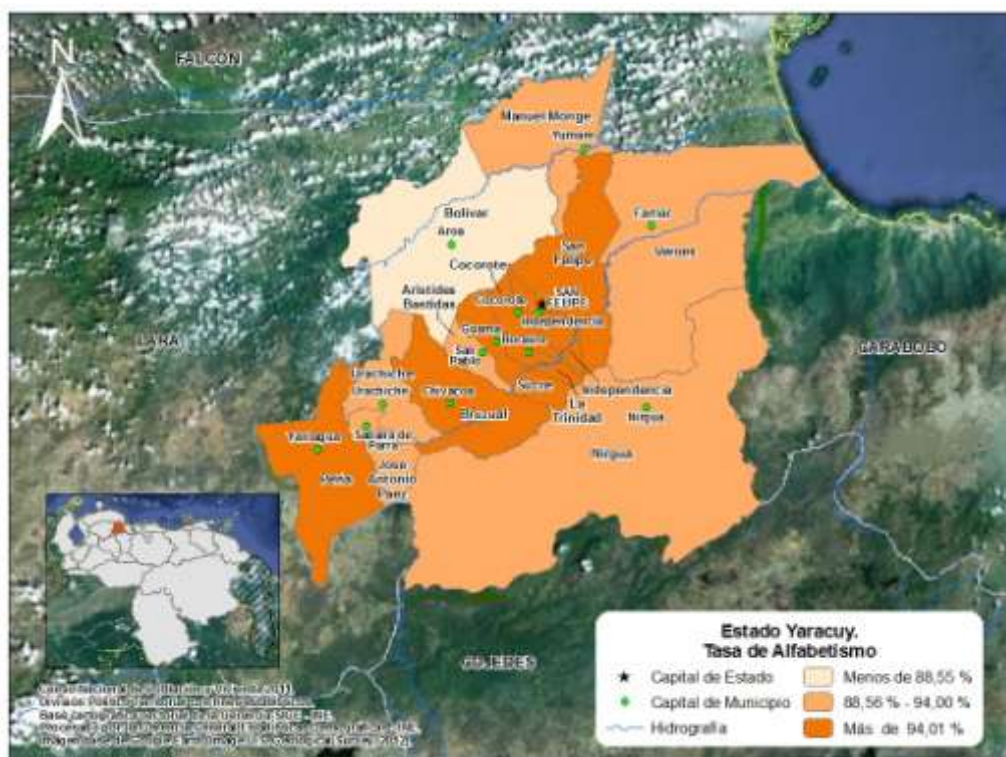 N
FALCÓN
Manuel Monge
Yumare
Bolívar
Aroa
Farriar
Veroes
Cocorote
San
Felipe
Arístides
Bastidas
Cocorote
SAN
FELIPE
Independencia
Guama
Boraure
LARA
San
Pablo
CARABOBO
Urachiche
Urachiche
Chivacoa
Sucre
Independencia
La
Trinidad
Bruzual
Nirgua
Yaritagua
Sabana de
Parra
Nirgua
Peña
José
Antonio
Páez
COJEDES
Estado Yaracuy.
Tasa de Alfabetismo
Capital de Estado
Menos de 88,55 %
Capital de Municipio
88,56 % - 94,00 %
Hidrografía
Más de 94,01 %